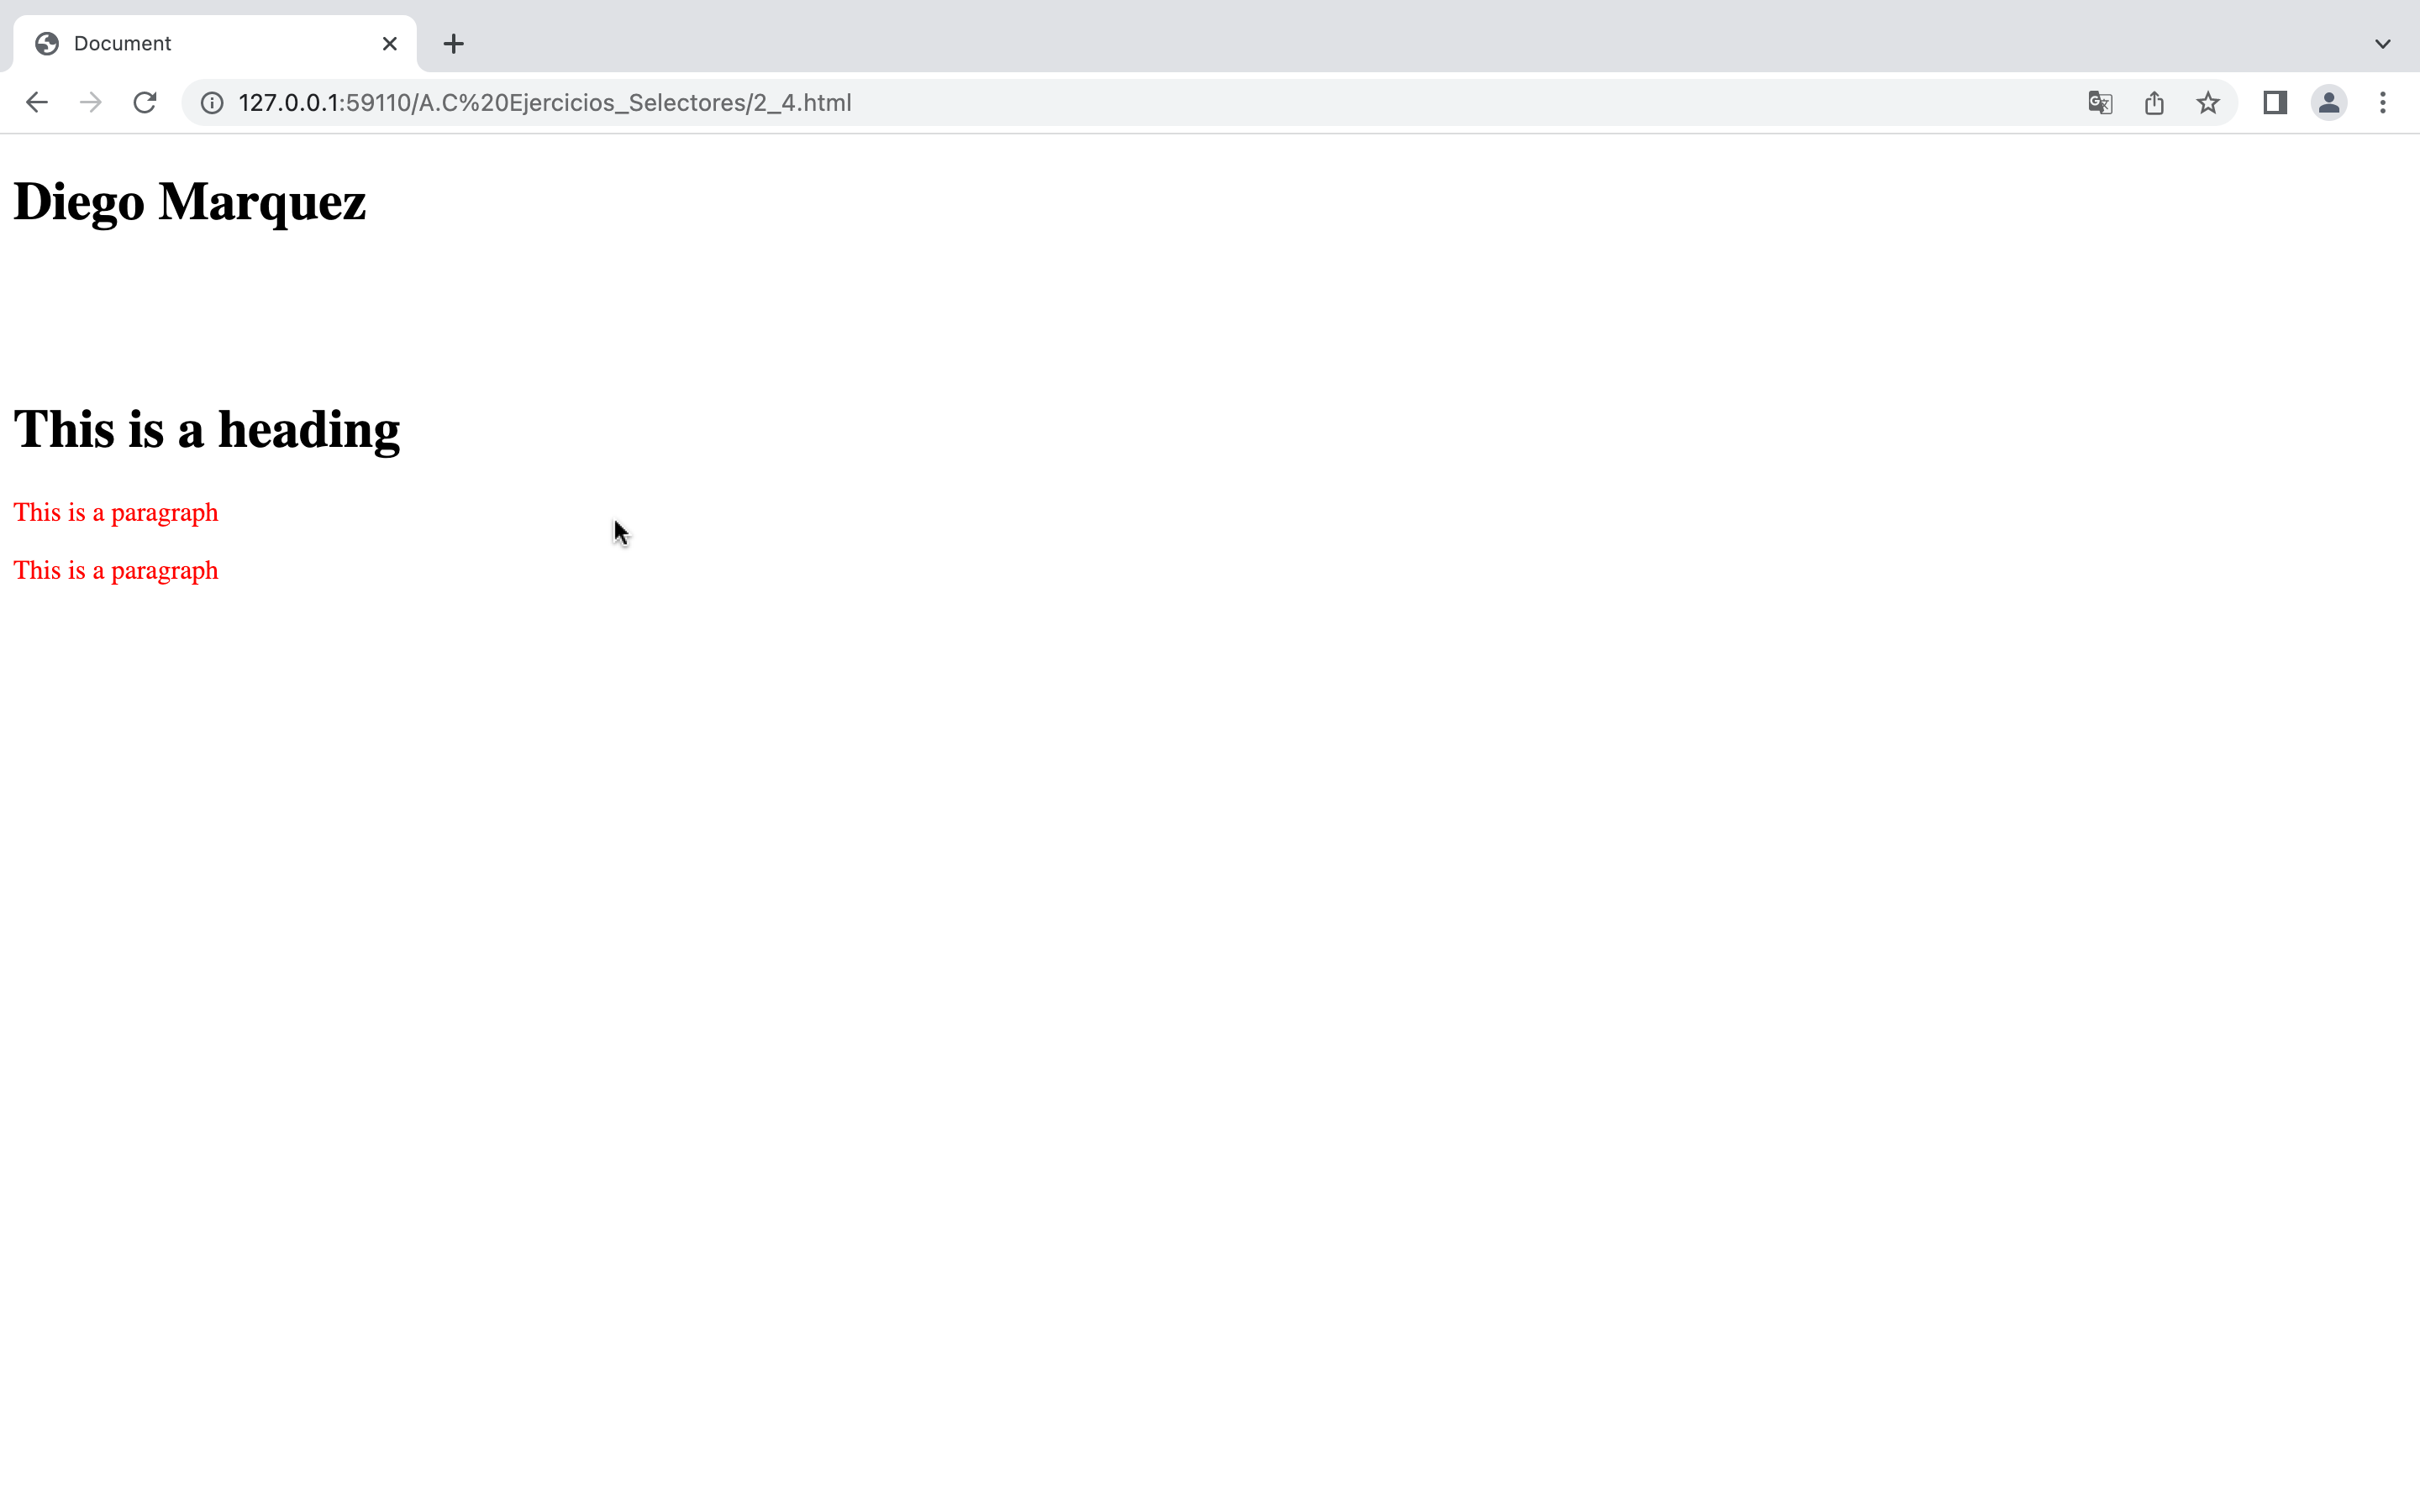 Document
127.0.0.1:59110/A.C%20Ejercicios_Selectores/2_4.html
Diego Marquez
This is a heading
This is a paragraph
This is a paragraph